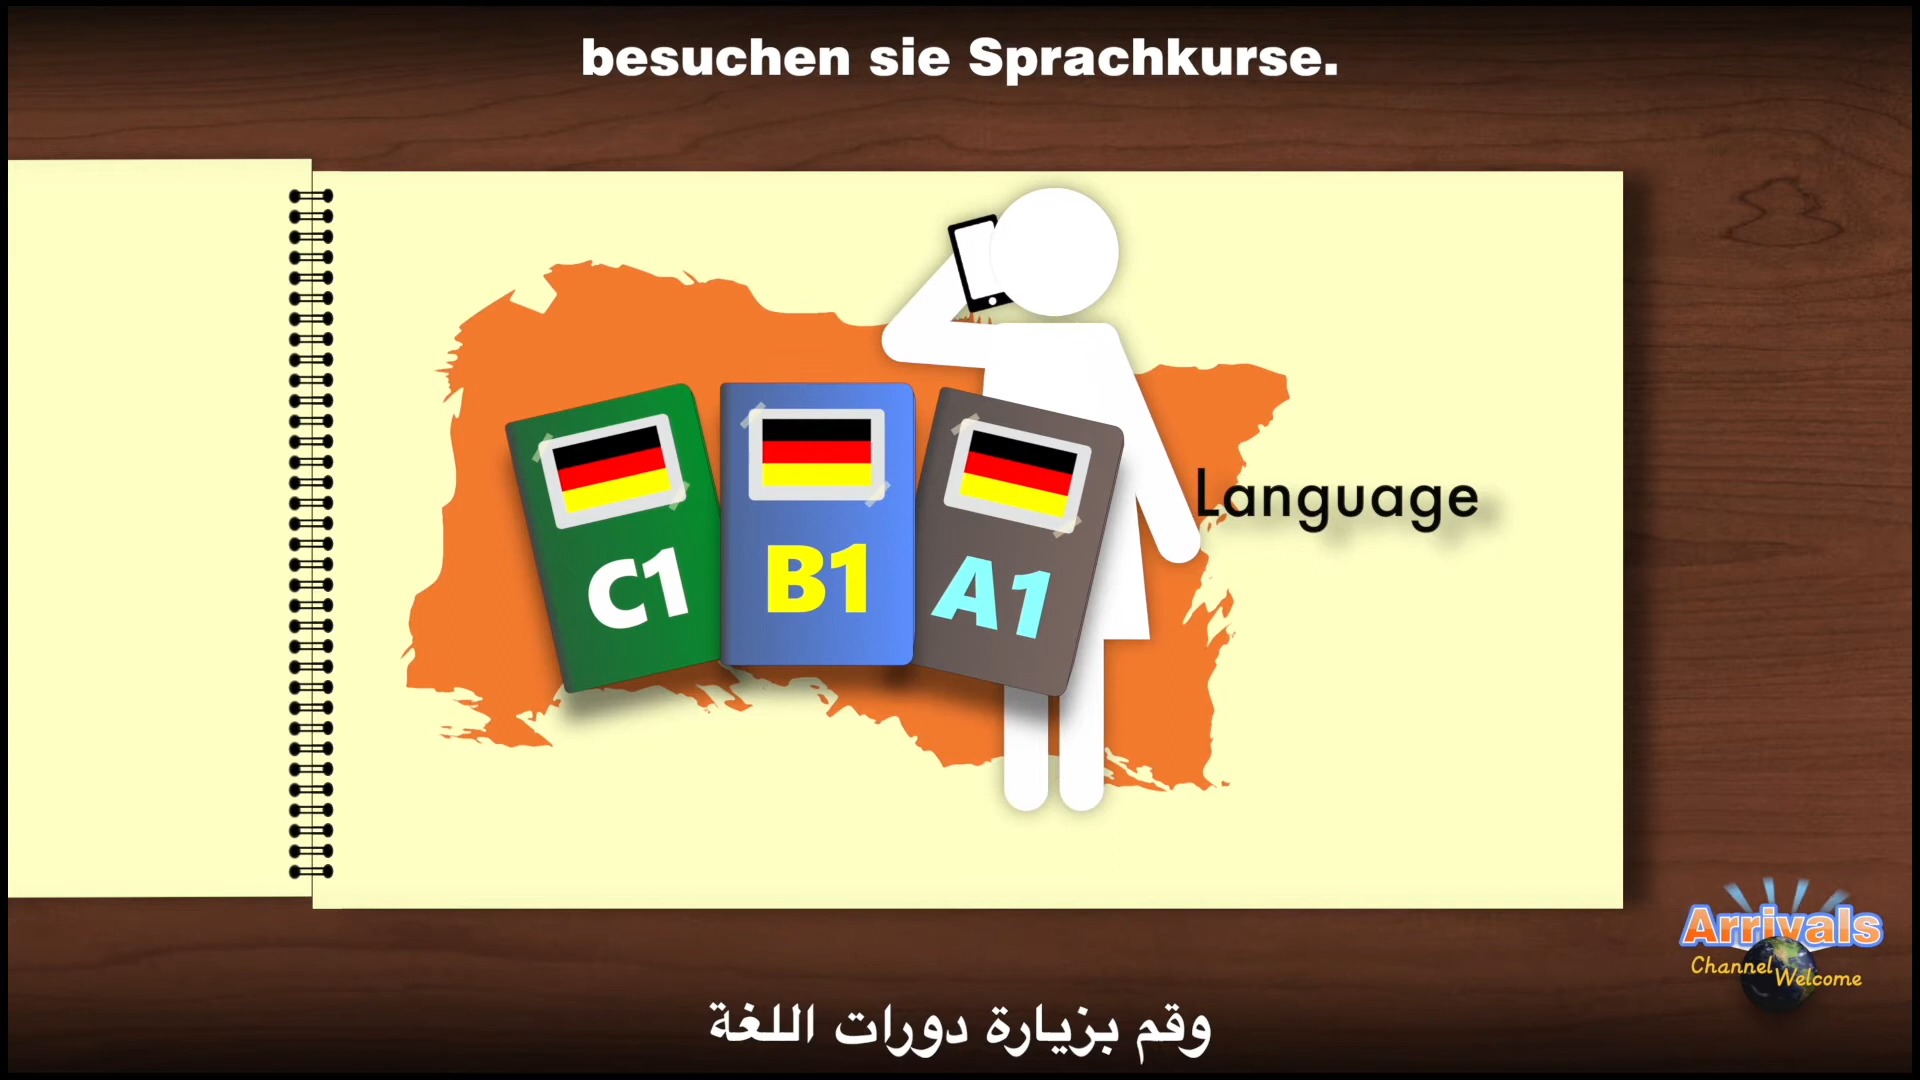 besuchen sie Sprachkurse.
C1
B1
A1
Language
Arrivals
Channel Welcome
وقم بزيارة دورات اللغة